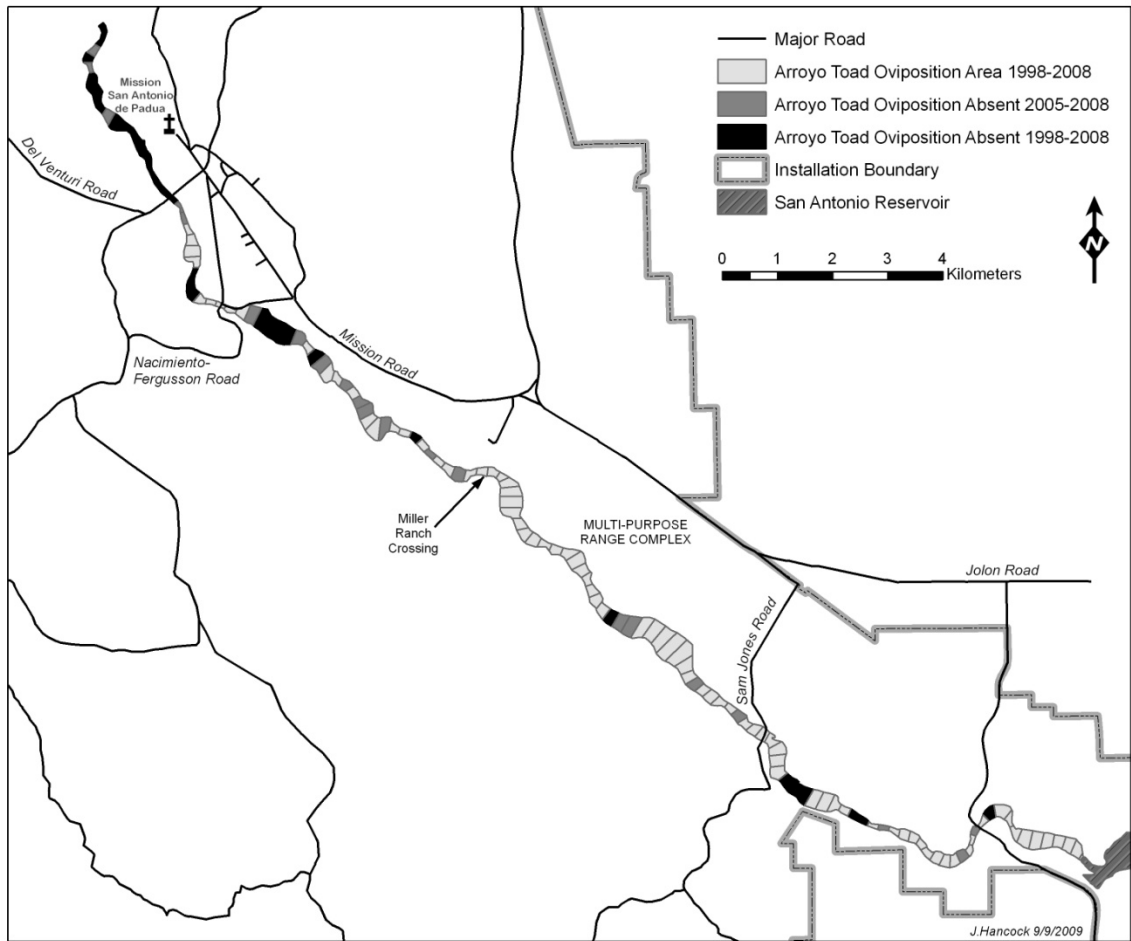 Major Road
Arroyo Toad Oviposition Area 1998-2008
Arroyo Toad Oviposition Absent 2005-2008
Arroyo Toad Oviposition Absent 1998-2008
Installation Boundary
San Antonio Reservoir
N
0 1 2 3 4
Kilometers
Mission
San Antonio
de Padua
Del Venturi Road
Nacimiento-
Fergusson Road
Mission Road
Miller
Ranch
Crossing
MULTI-PURPOSE
RANGE COMPLEX
Jolon Road
Sam Jones Road
J.Hancock 9/9/2009